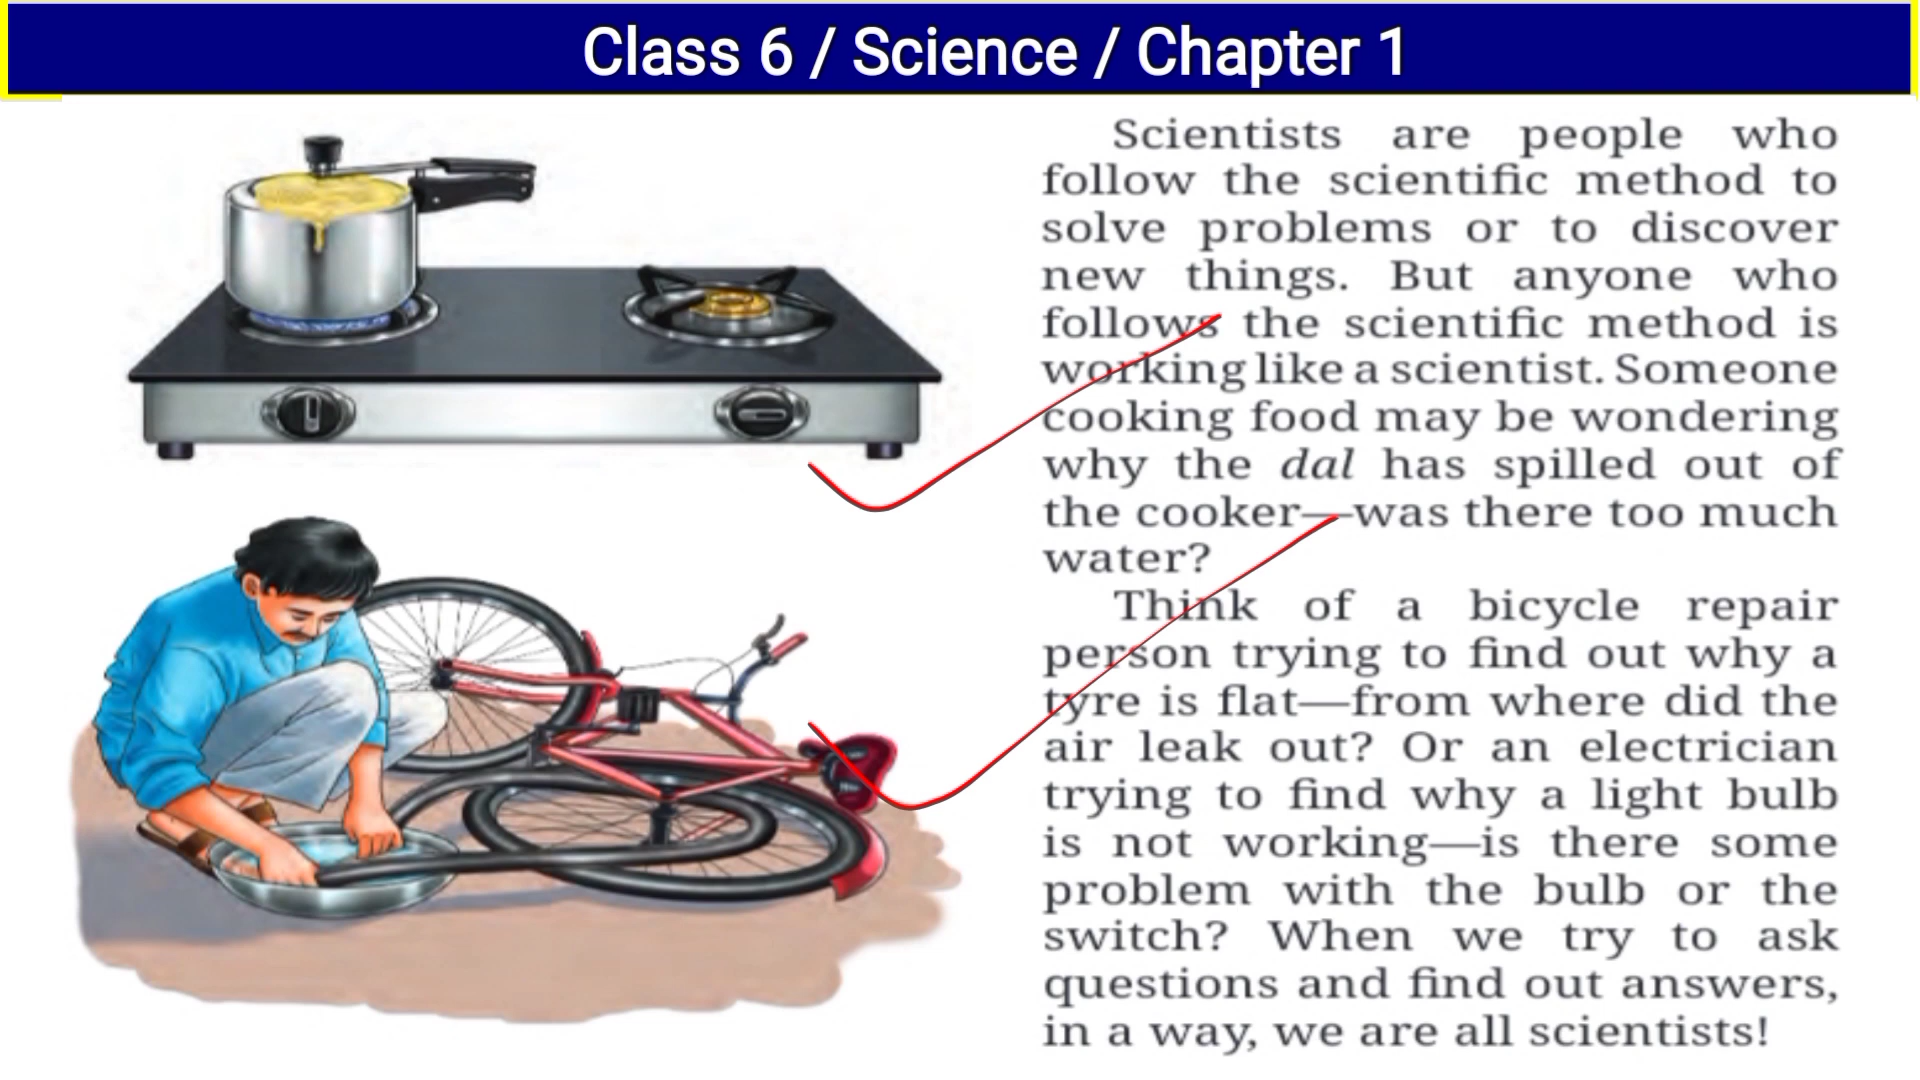 Class 6 / Science / Chapter 1
Scientists are people who
follow the scientific method to
solve problems or to discover
new things. But anyone who
follows the scientific method is
working like a scientist. Someone
cooking food may be wondering
why the dal has spilled out of
the cooker—was there too much
water?
Think of a bicycle repair
person trying to find out why a
tyre is flat—from where did the
air leak out? Or an electrician
trying to find why a light bulb
is not working—is there some
problem with the bulb or the
switch? When we try to ask
questions and find out answers,
in a way, we are all scientists!